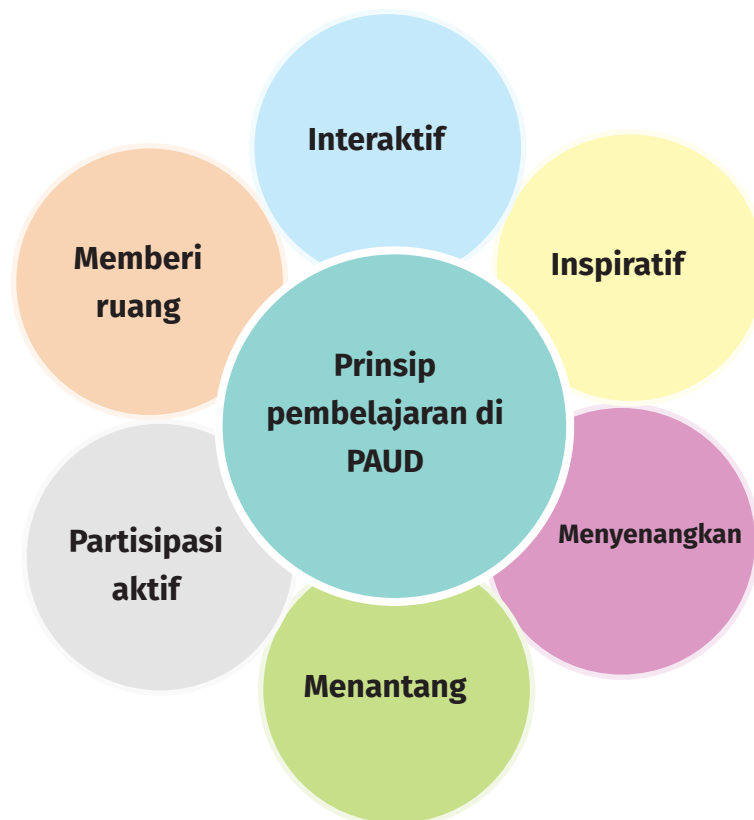 Interaktif
Inspiratif
Menyenangkan
Menantang
Partisipasi
aktif
Memberi
ruang
Prinsip
pembelajaran di
PAUD